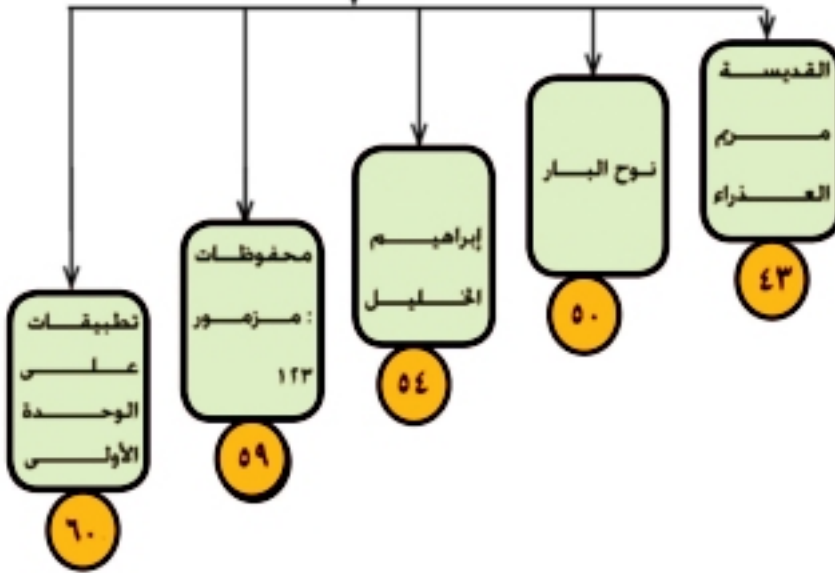 القديسة
مريم
العذراء
٤٣
نوح البار
٥٠
إبراهيم
الخليل
٥٤
محفوظات
: مزمور
١٢٣
٥٩
تطبيقات
على
الوحدة
الأولى
٦٠